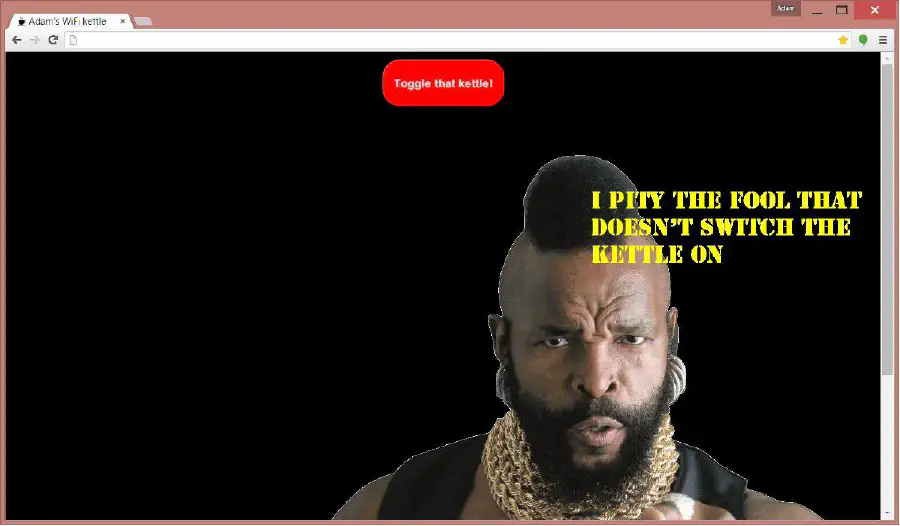 Adam
Adam's WiFi kettle
Toggle that kettle!
I PITY THE FOOL THAT
DOESN'T SWITCH THE
KETTLE ON